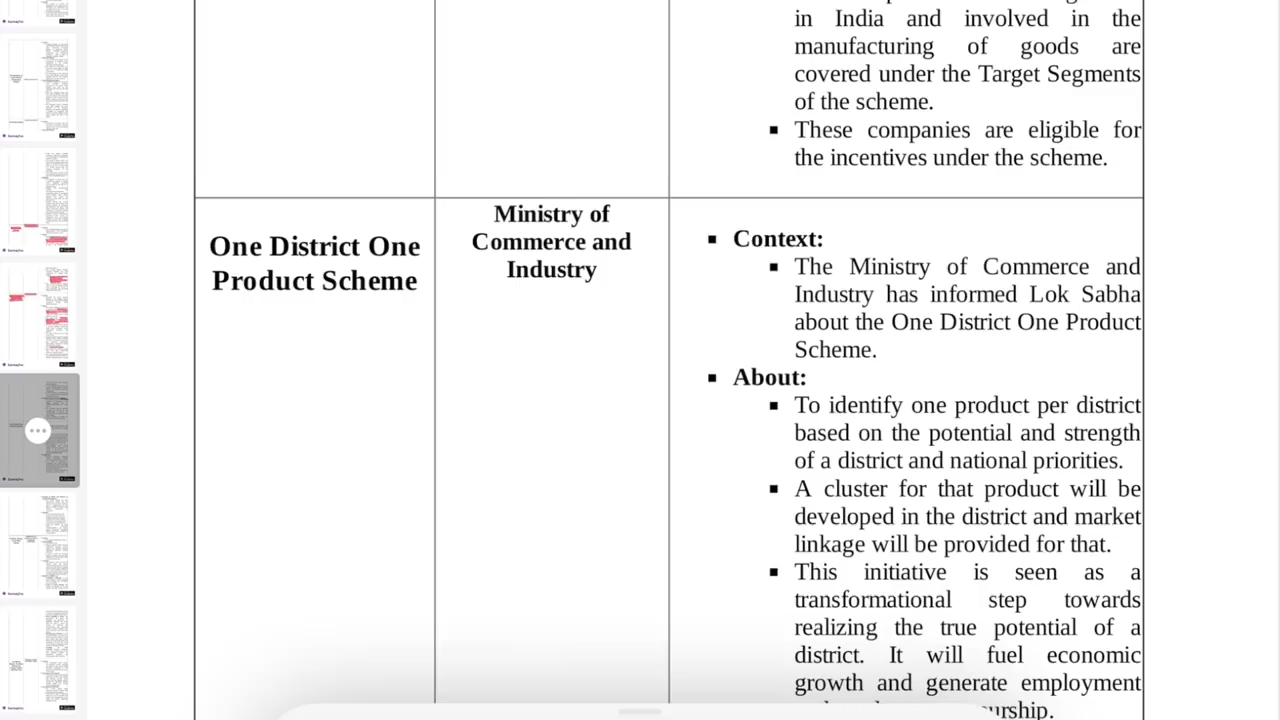 in India and involved in the
manufacturing of goods are
covered under the Target Segments
of the scheme.
▪ These companies are eligible for
the incentives under the scheme.
One District One
Product Scheme
Ministry of
Commerce and
Industry
▪ Context:
▪ The Ministry of Commerce and
Industry has informed Lok Sabha
about the One District One Product
Scheme.
▪ About:
▪ To identify one product per district
based on the potential and strength
of a district and national priorities.
▪ A cluster for that product will be
developed in the district and market
linkage will be provided for that.
▪ This initiative is seen as a
transformational step towards
realizing the true potential of a
district. It will fuel economic
growth and generate employment